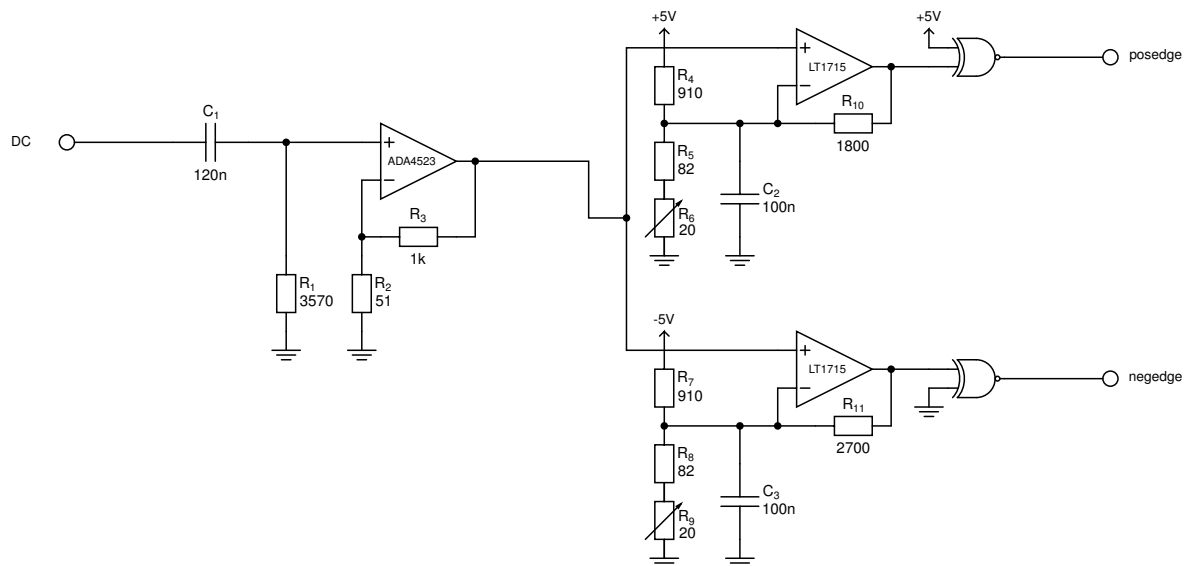 +5V
+5V
posedge
LT1715
R4
910
R10
1800
C1
DC
ADA4523
120n
R5
82
C2
100n
R6
20
R3
1k
R1
3570
R2
51
-5V
LT1715
negedge
R7
910
R11
2700
R8
82
C3
100n
R9
20